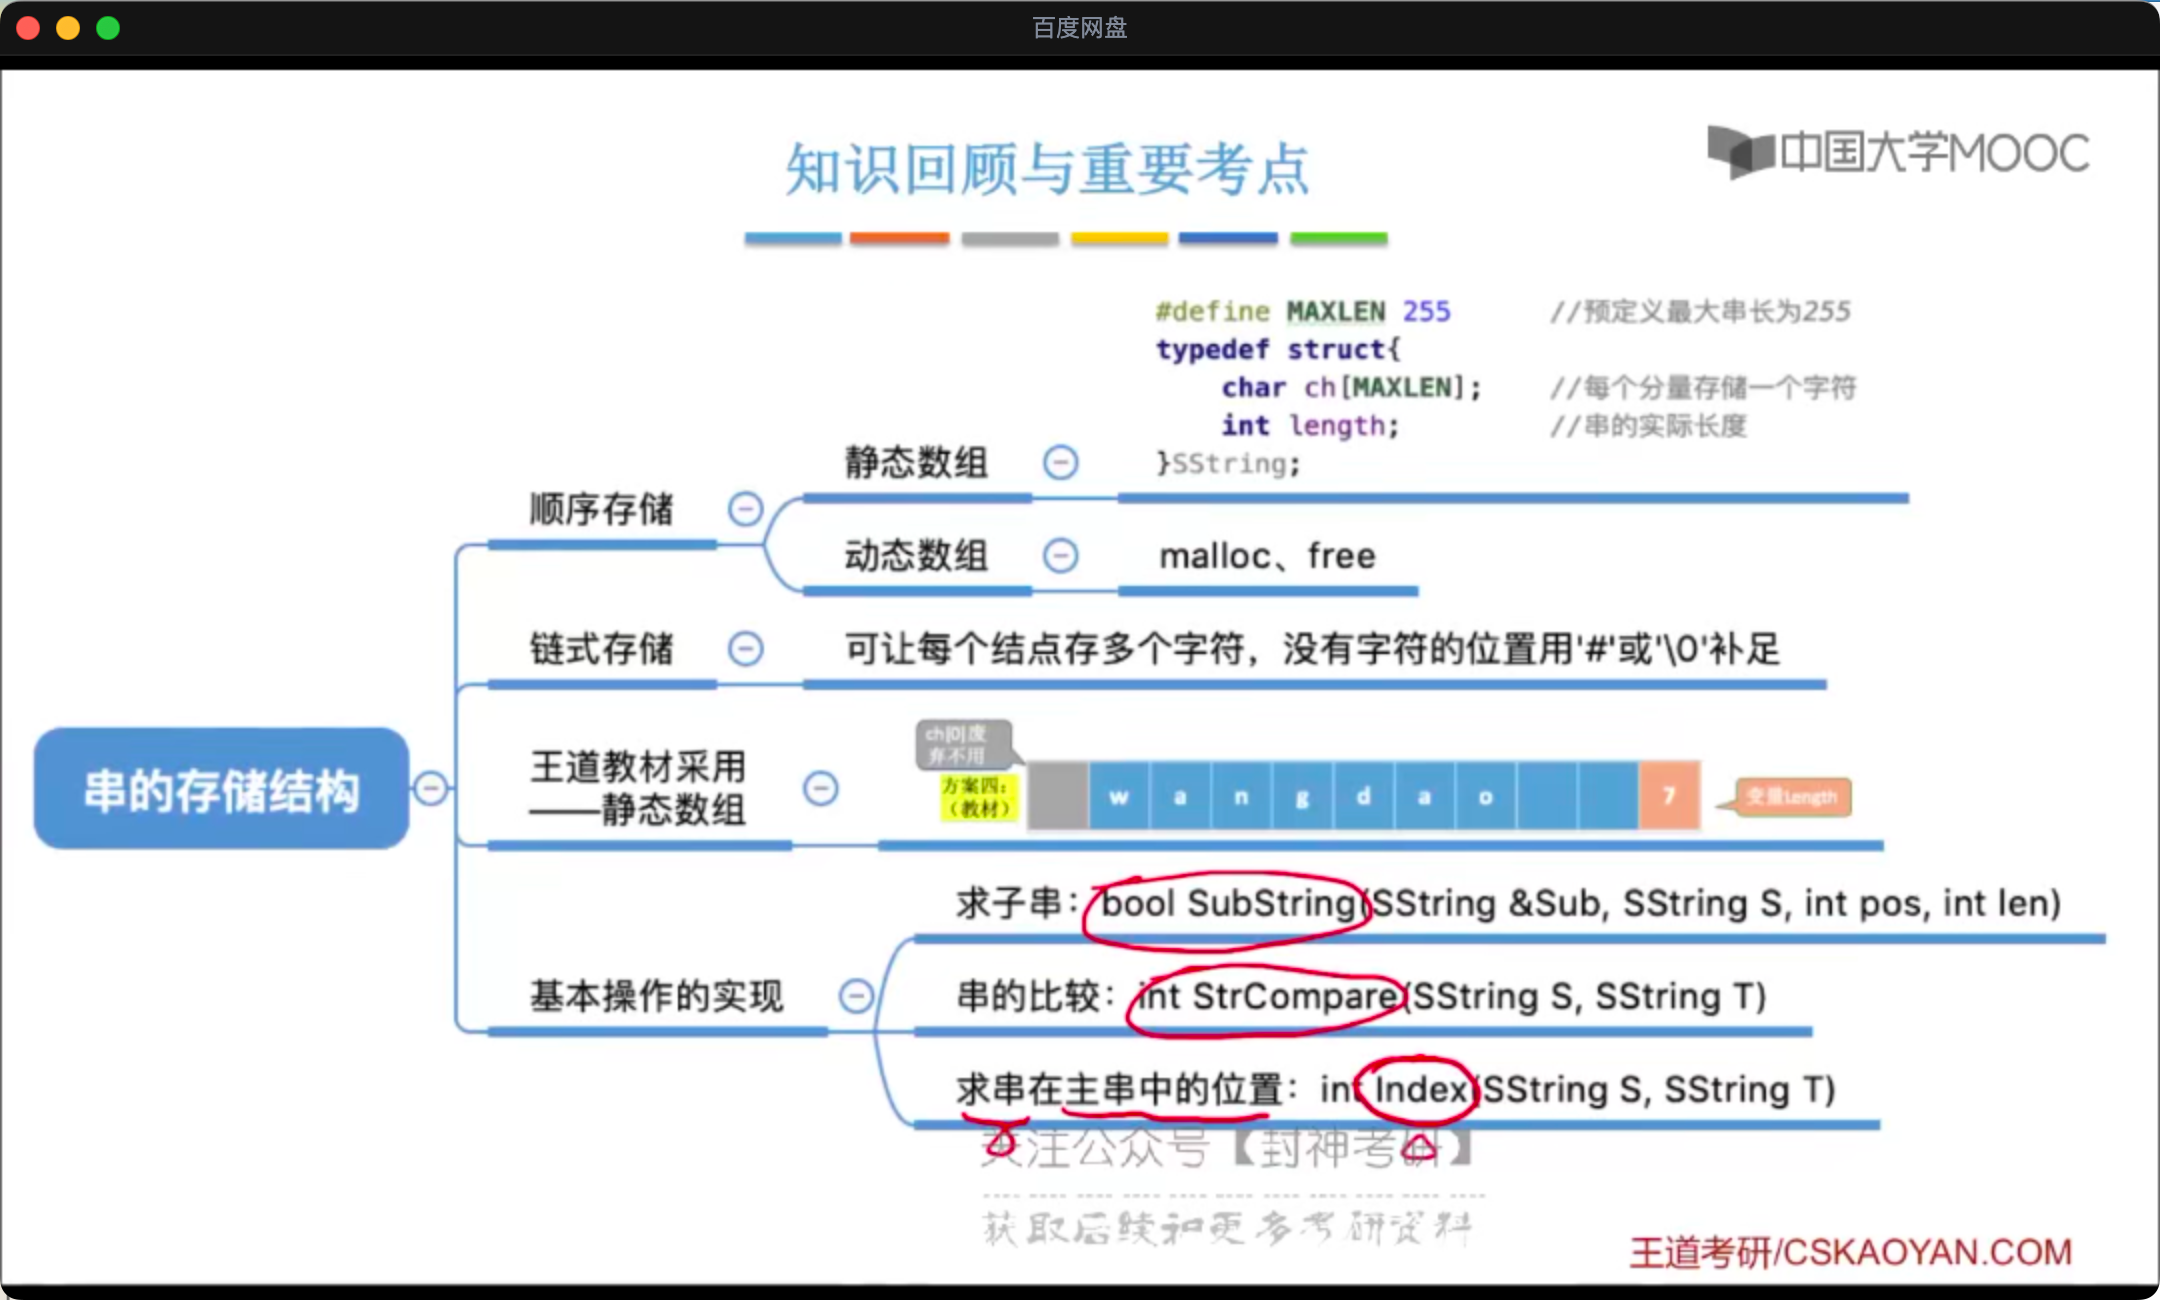 百度网盘
知识回顾与重要考点
中国大学MOOC
#define MAXLEN 255 //预定义最大串长为255
typedef struct{
char ch[MAXLEN]; //每个分量存储一个字符
int length; //串的实际长度
}SString;
静态数组
顺序存储
动态数组
malloc、free
链式存储
可让每个结点存多个字符，没有字符的位置用'#'或'\0'补足
串的存储结构
王道教材采用
——静态数组
ch[0]废
弃不用
方案四：
（教材）
w a n g d a o 7
变量Length
基本操作的实现
求子串：bool SubString(SString &Sub, SString S, int pos, int len)
串的比较：int StrCompare(SString S, SString T)
求串在主串中的位置：int Index(SString S, SString T)
关注公众号【封神考研】
获取后续和更多考研资料
王道考研/CSKAOYAN.COM